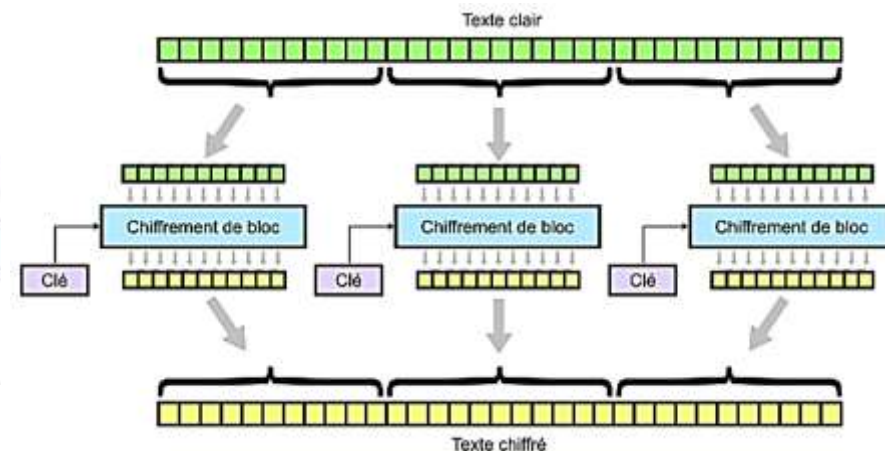 Texte clair
Chiffrement de bloc
Chiffrement de bloc
Chiffrement de bloc
Clé
Clé
Clé
Texte chiffré